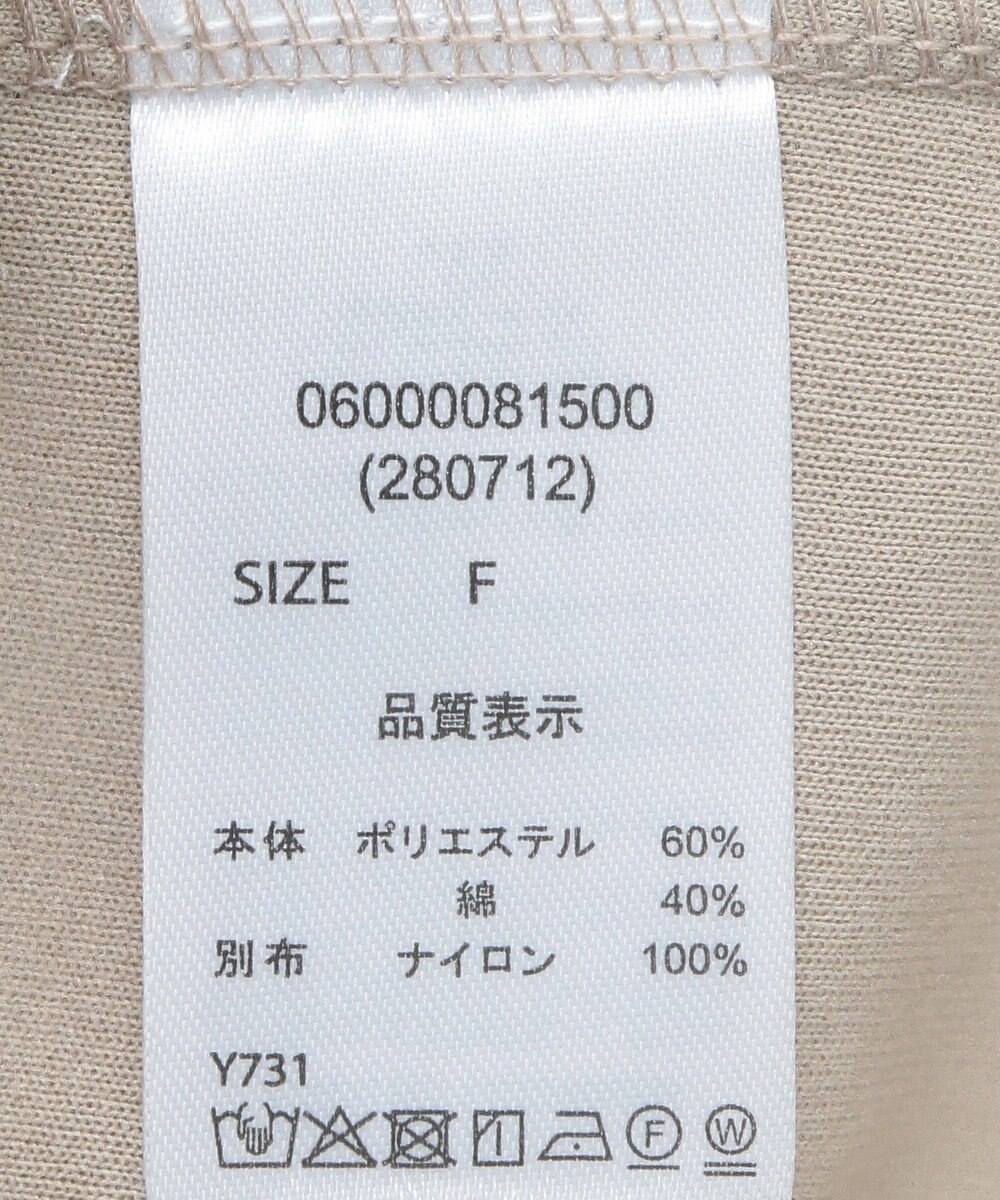 06000081500
(280712)
SIZE F
品質表示
本体 ポリエステル 60%
綿 40%
別布 ナイロン 100%
Y731
F W